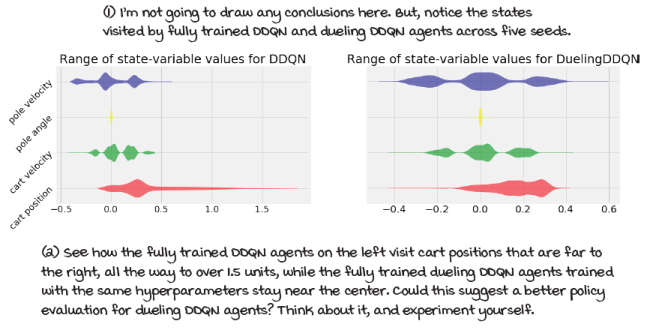 (1) I'm not going to draw any conclusions here. But, notice the states
visited by fully trained DDQN and dueling DDQN agents across five seeds.
Range of state-variable values for DDQN
Range of state-variable values for DuelingDDQN
pole velocity
pole angle
cart velocity
cart position
−0.5 0.0 0.5 1.0 1.5
−0.4 −0.2 0.0 0.2 0.4 0.6
(2) See how the fully trained DDQN agents on the left visit cart positions that are far to
the right, all the way to over 1.5 units, while the fully trained dueling DDQN agents trained
with the same hyperparameters stay near the center. Could this suggest a better policy
evaluation for dueling DDQN agents? Think about it, and experiment yourself.